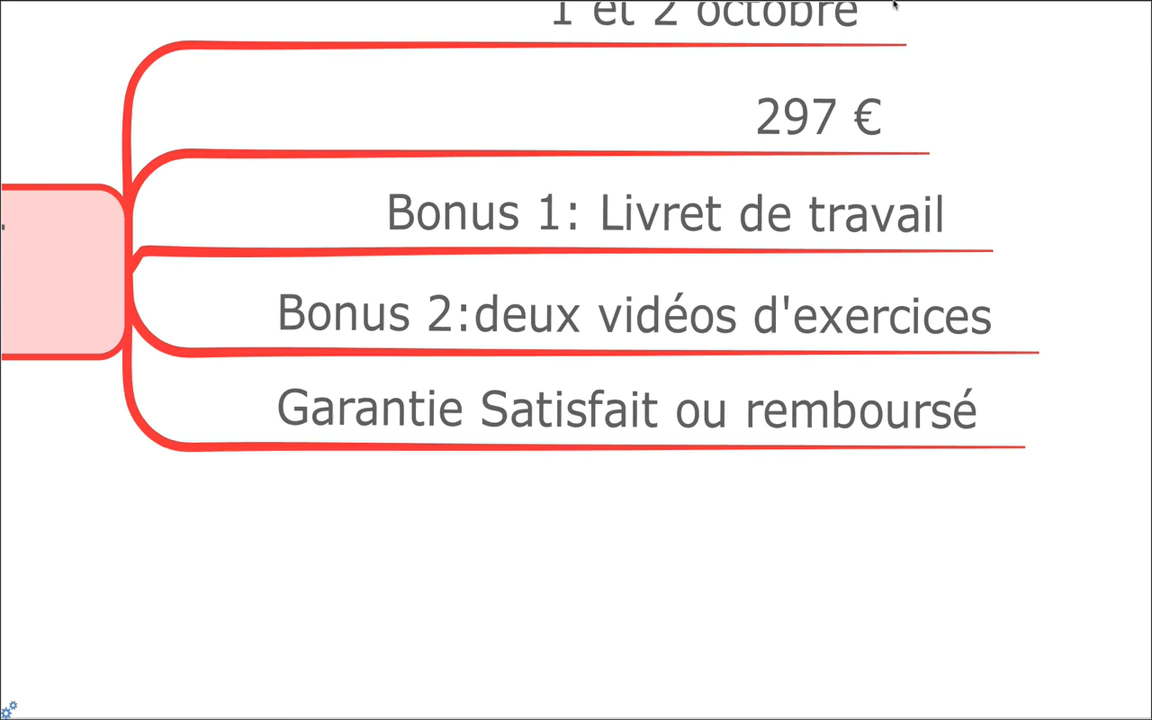 1 et 2 octobre
297 €
Bonus 1: Livret de travail
Bonus 2:deux vidéos d'exercices
Garantie Satisfait ou remboursé